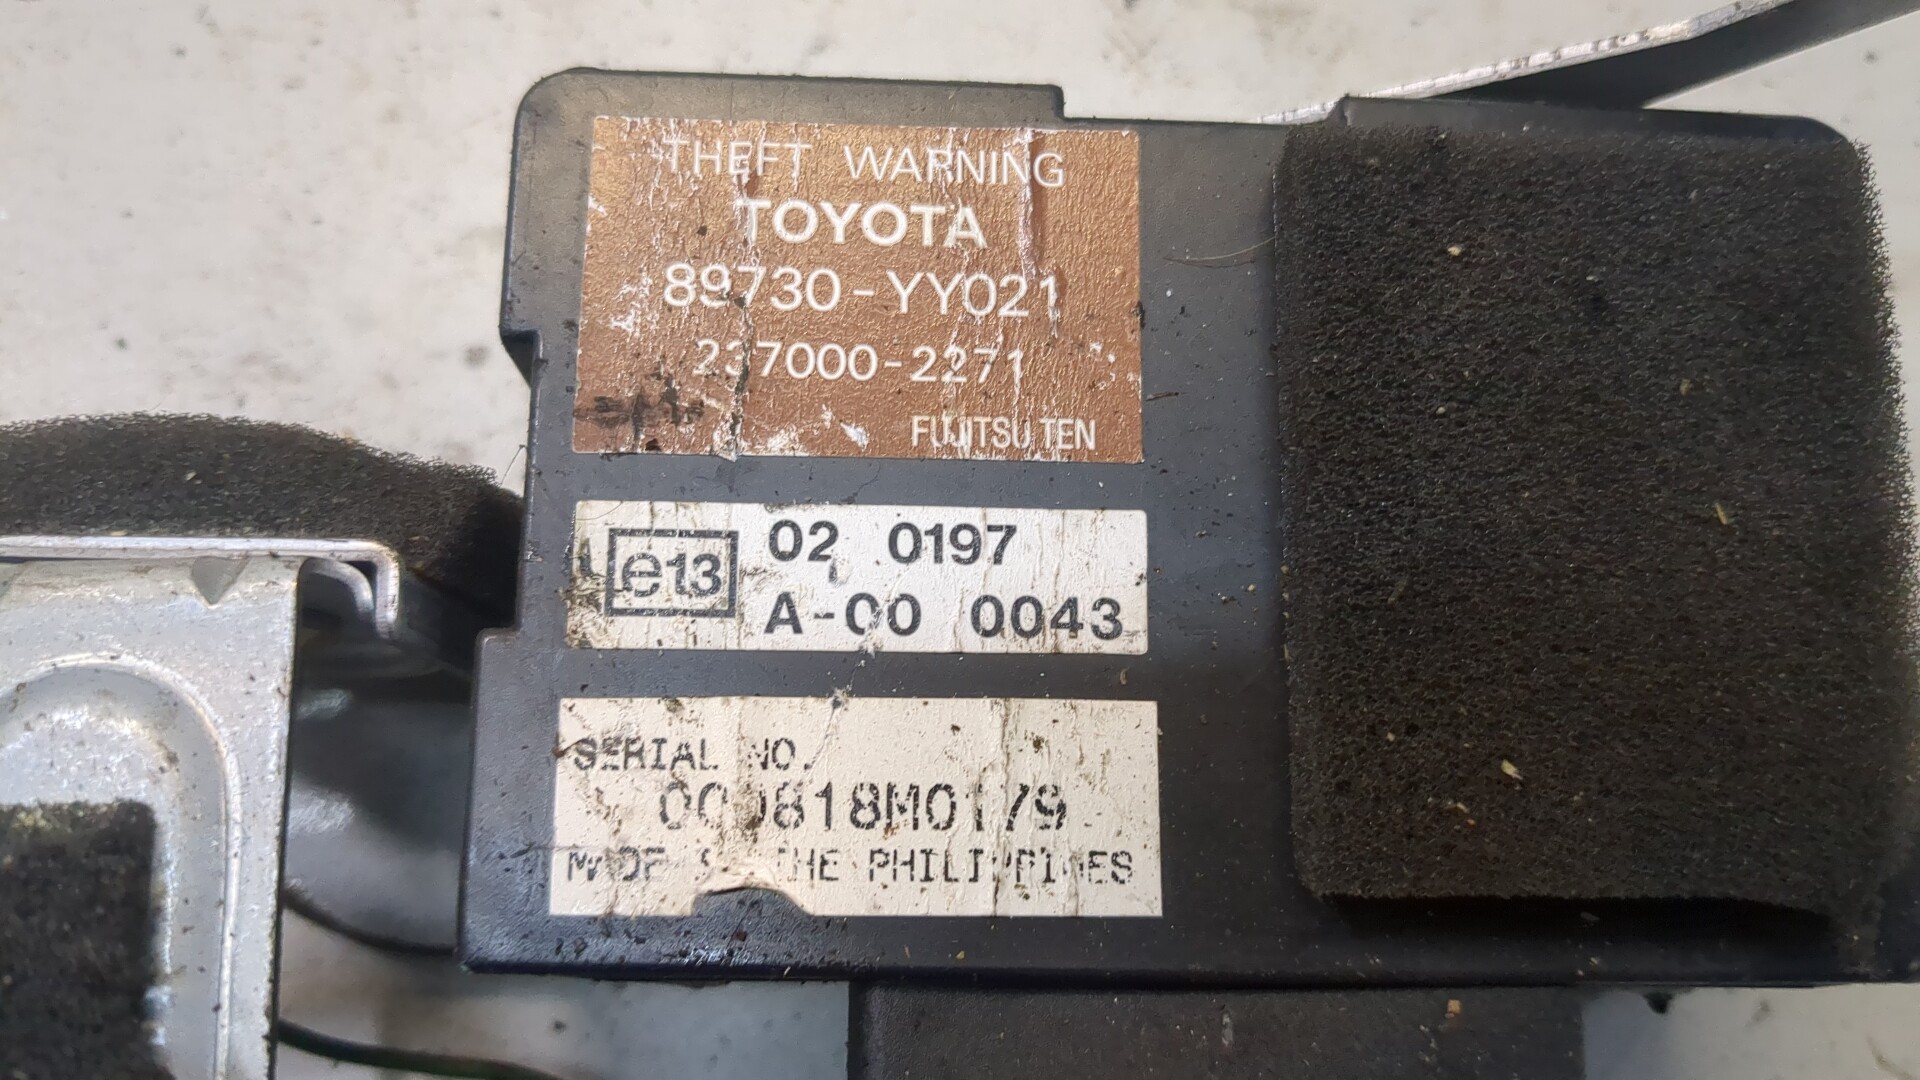 THEFT WARNING
TOYOTA
89730-YY021
237000-2271
FUJITSU TEN
e13
02 0197
A-00 0043
SERIAL NO.
000818M0179
MADE THE PHILIPPINES